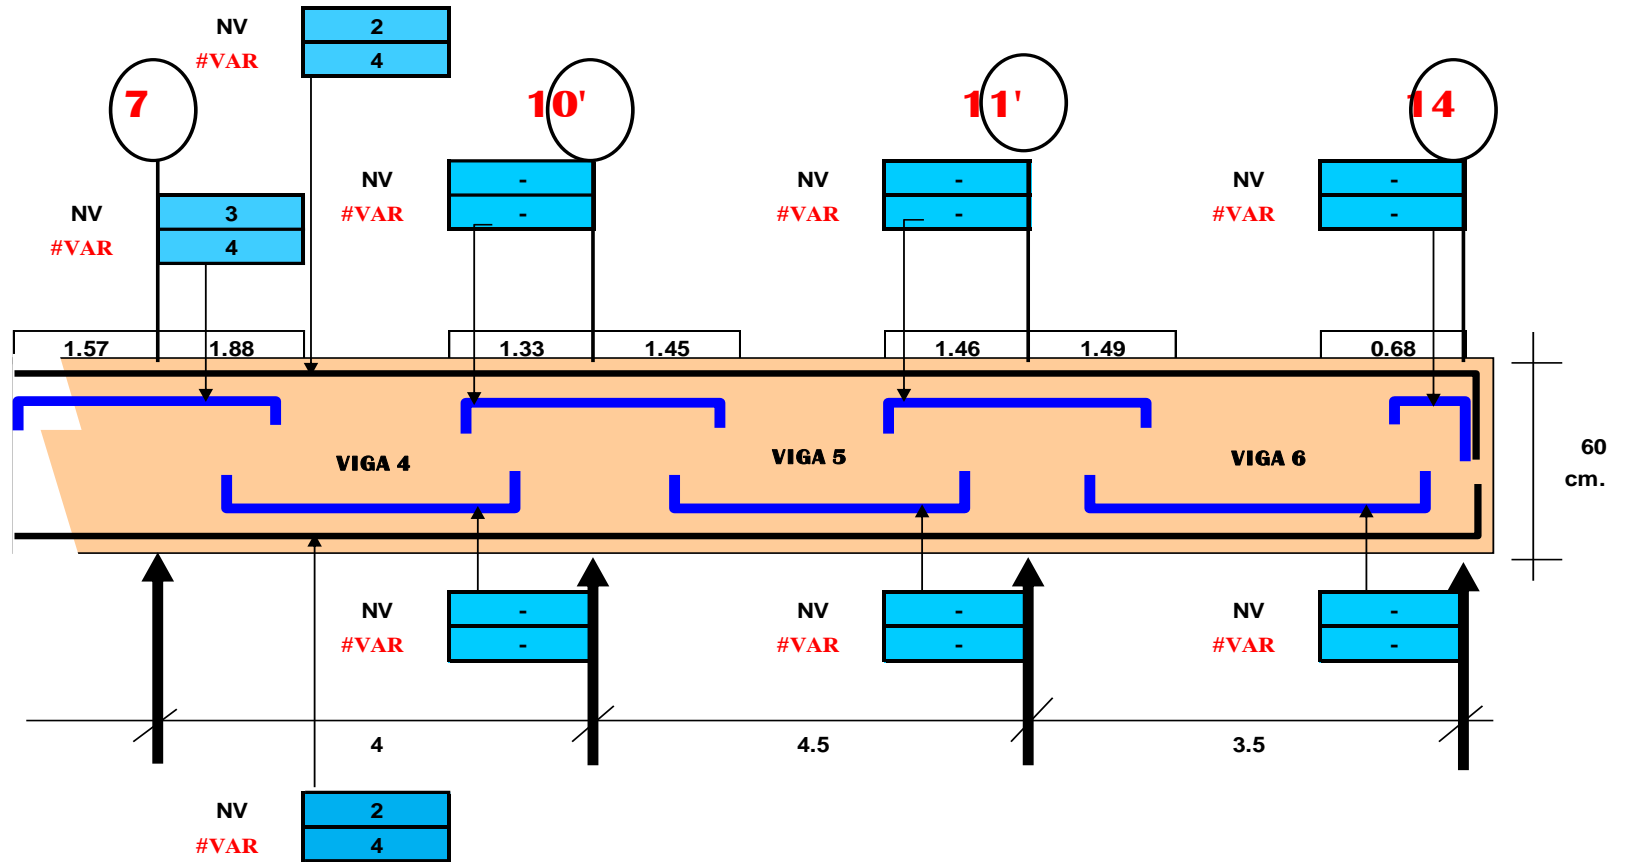 NV 2
#VAR 4
7 10' 11' 14
NV - NV - NV -
#VAR - #VAR - #VAR -
NV 3
#VAR 4
1.57 1.88 1.33 1.45 1.46 1.49 0.68
VIGA 4 VIGA 5 VIGA 6
60
cm.
NV - NV - NV -
#VAR - #VAR - #VAR -
4 4.5 3.5
NV 2
#VAR 4